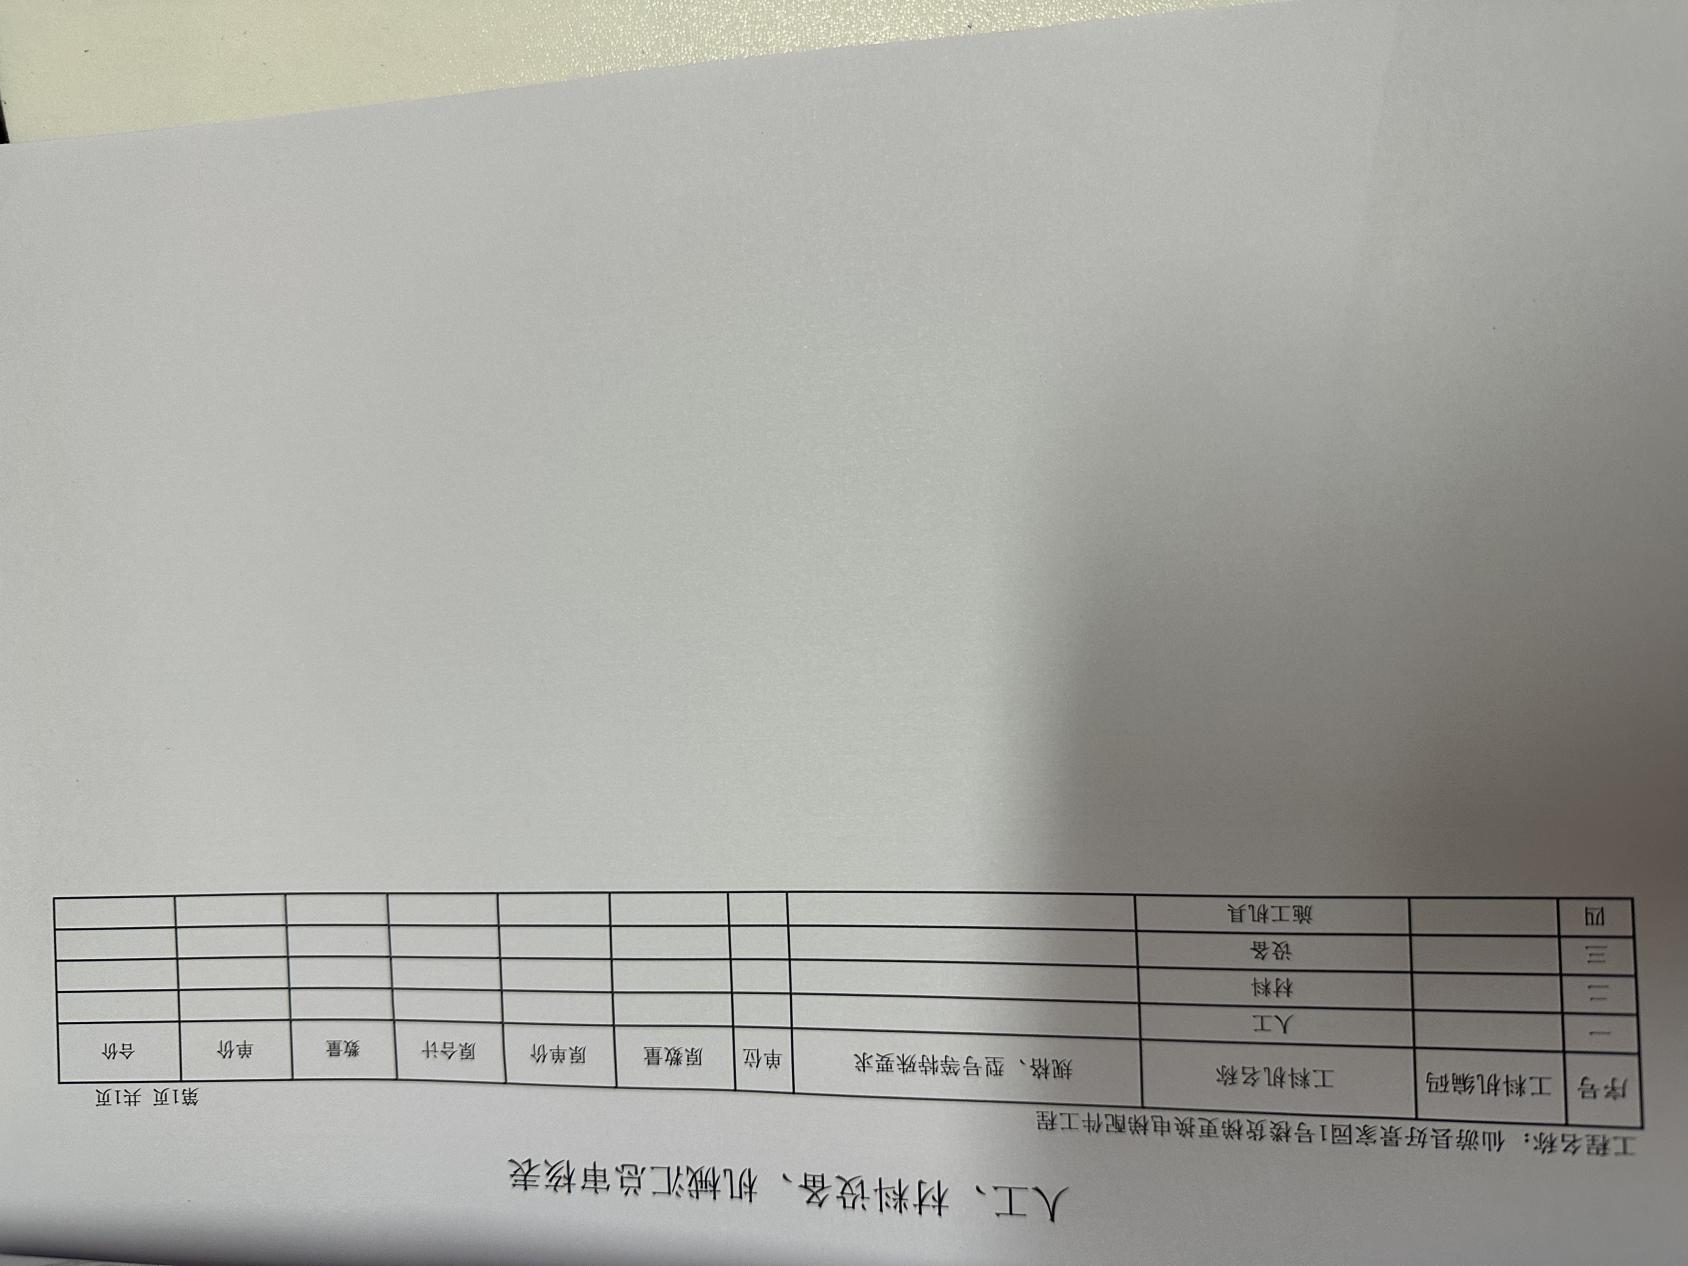 人工、材料设备、机械汇总审核表
工程名称：仙游县好景家园1号楼货梯更换电梯配件工程
第1页 共1页
序号 工料机编码 工料机名称 规格、型号等特殊要求 单位 原数量 原单价 原合计 数量 单价 合价
一 人工
二 材料
三 设备
四 施工机具